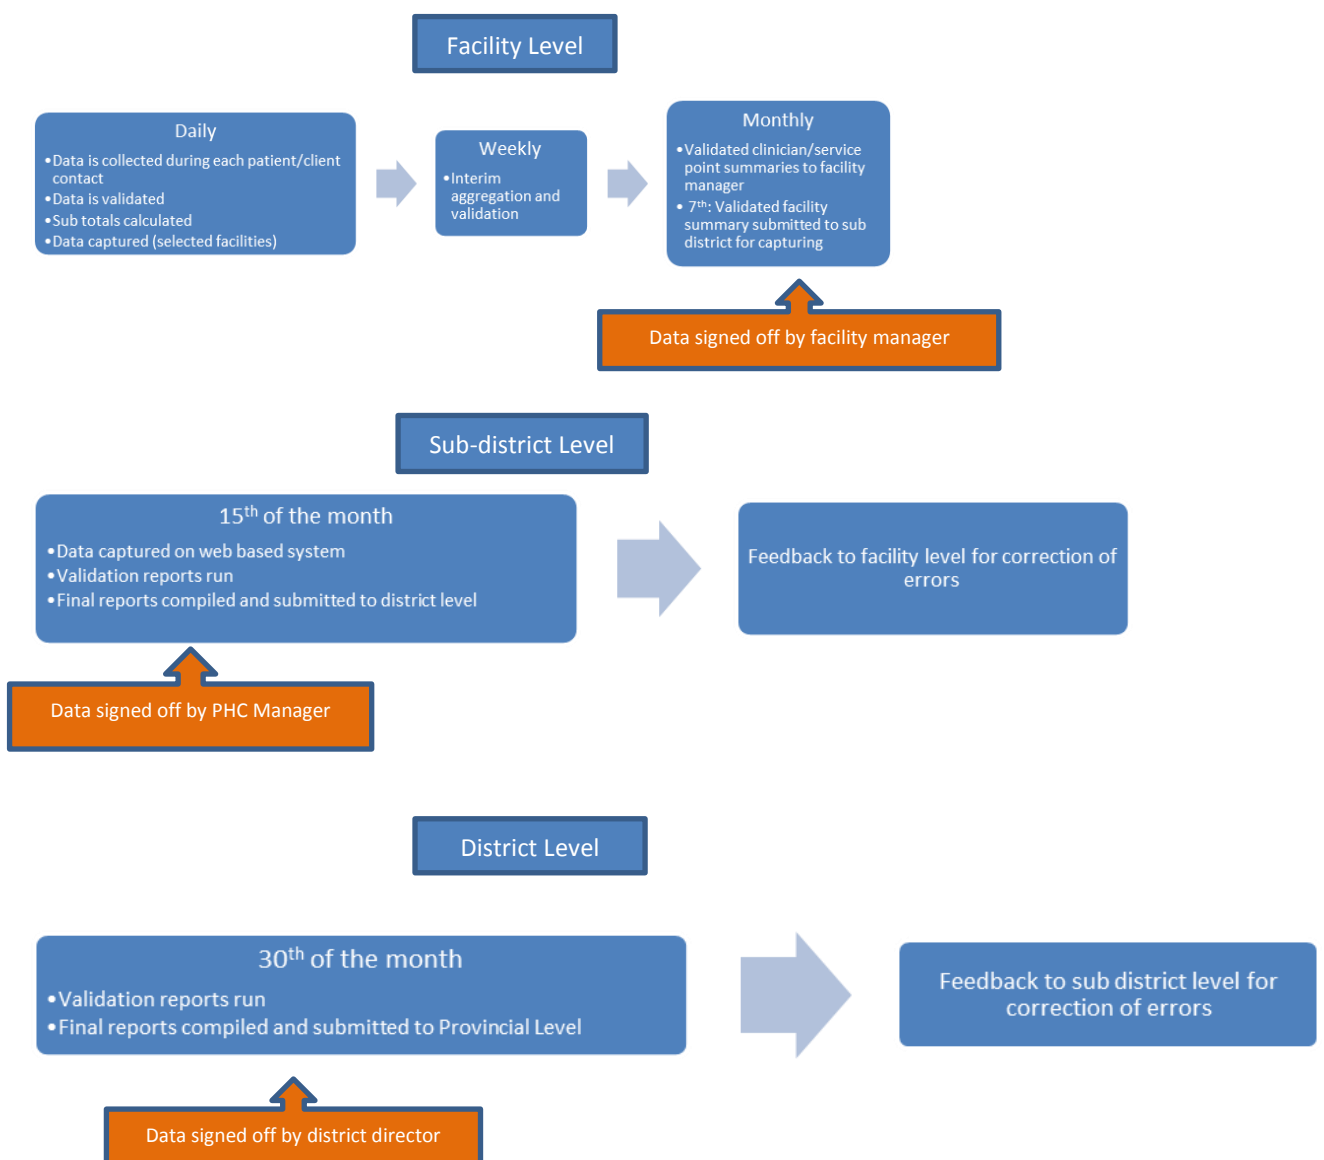 Facility Level
Daily
•Data is collected during each patient/client
contact
•Data is validated
•Sub totals calculated
•Data captured (selected facilities)
Weekly
•Interim
aggregation and
validation
Monthly
•Validated clinician/service
point summaries to facility
manager
• 7th: Validated facility
summary submitted to sub
district for capturing
Data signed off by facility manager
Sub-district Level
15th of the month
•Data captured on web based system
•Validation reports run
•Final reports compiled and submitted to district level
Feedback to facility level for correction of
errors
Data signed off by PHC Manager
District Level
30th of the month
•Validation reports run
•Final reports compiled and submitted to Provincial Level
Feedback to sub district level for
correction of errors
Data signed off by district director